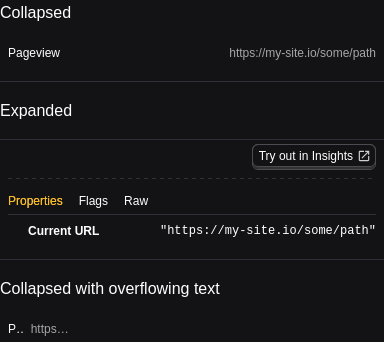 Collapsed
Pageview https://my-site.io/some/path
Expanded
Try out in Insights
Properties Flags Raw
Current URL "https://my-site.io/some/path"
Collapsed with overflowing text
P… https…